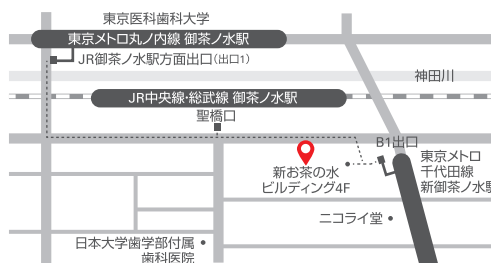 東京医科歯科大学
東京メトロ丸ノ内線 御茶ノ水駅
JR御茶ノ水駅方面出口(出口1)
神田川
JR中央線・総武線 御茶ノ水駅
聖橋口
B1出口
新お茶の水
ビルディング4F
東京メトロ
千代田線
新御茶ノ水駅
ニコライ堂
日本大学歯学部付属
歯科医院